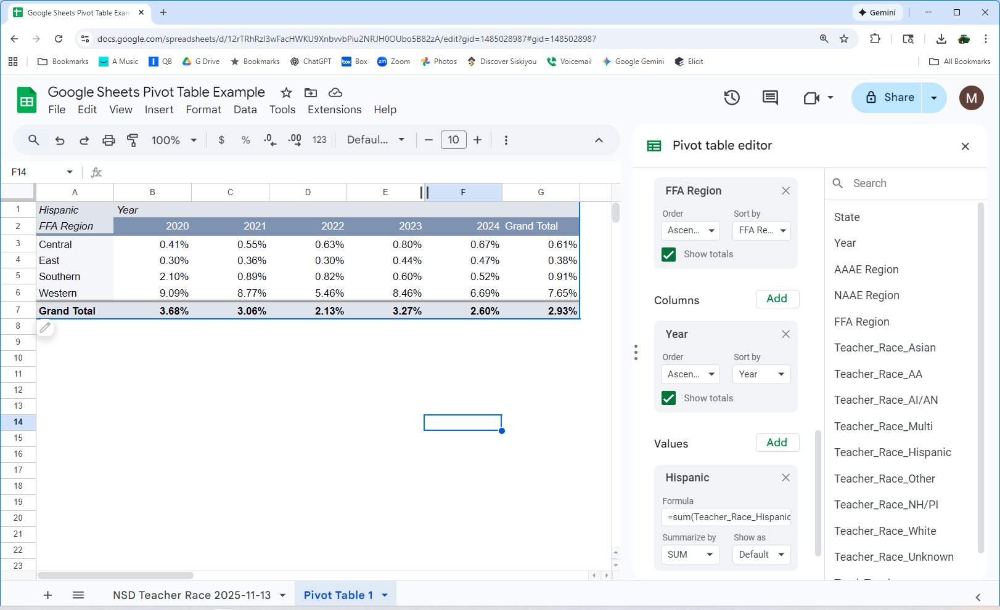 Google Sheets Pivot Table Exam
Gemini
docs.google.com/spreadsheets/d/12rTRhRzI3wFacHWKU9XnbvvbPiu2NRJH0OUbo5B82zA/edit?gid=1485028987#gid=1485028987
Bookmarks A Music QB G Drive Bookmarks ChatGPT box Box zm Zoom Photos Discover Siskiyou Voicemail Google Gemini Elicit All Bookmarks
Google Sheets Pivot Table Example
File Edit View Insert Format Data Tools Extensions Help
Share
M
100% $ % .0 .00 123 Defaul... 10
F14 fx
A B C D E F G
1 Hispanic Year
2 FFA Region 2020 2021 2022 2023 2024 Grand Total
3 Central 0.41% 0.55% 0.63% 0.80% 0.67% 0.61%
4 East 0.30% 0.36% 0.30% 0.44% 0.47% 0.38%
5 Southern 2.10% 0.89% 0.82% 0.60% 0.52% 0.91%
6 Western 9.09% 8.77% 5.46% 8.46% 6.69% 7.65%
7 Grand Total 3.68% 3.06% 2.13% 3.27% 2.60% 2.93%
8
9
10
11
12
13
14
15
16
17
18
19
20
21
22
23
Pivot table editor
FFA Region
Order Sort by
Ascen... FFA Re...
Show totals
Columns Add
Year
Order Sort by
Ascen... Year
Show totals
Values Add
Hispanic
Formula
=sum(Teacher_Race_Hispanic
Summarize by Show as
SUM Default
Search
State
Year
AAAE Region
NAAE Region
FFA Region
Teacher_Race_Asian
Teacher_Race_AA
Teacher_Race_AI/AN
Teacher_Race_Multi
Teacher_Race_Hispanic
Teacher_Race_Other
Teacher_Race_NH/PI
Teacher_Race_White
Teacher_Race_Unknown
NSD Teacher Race 2025-11-13 Pivot Table 1